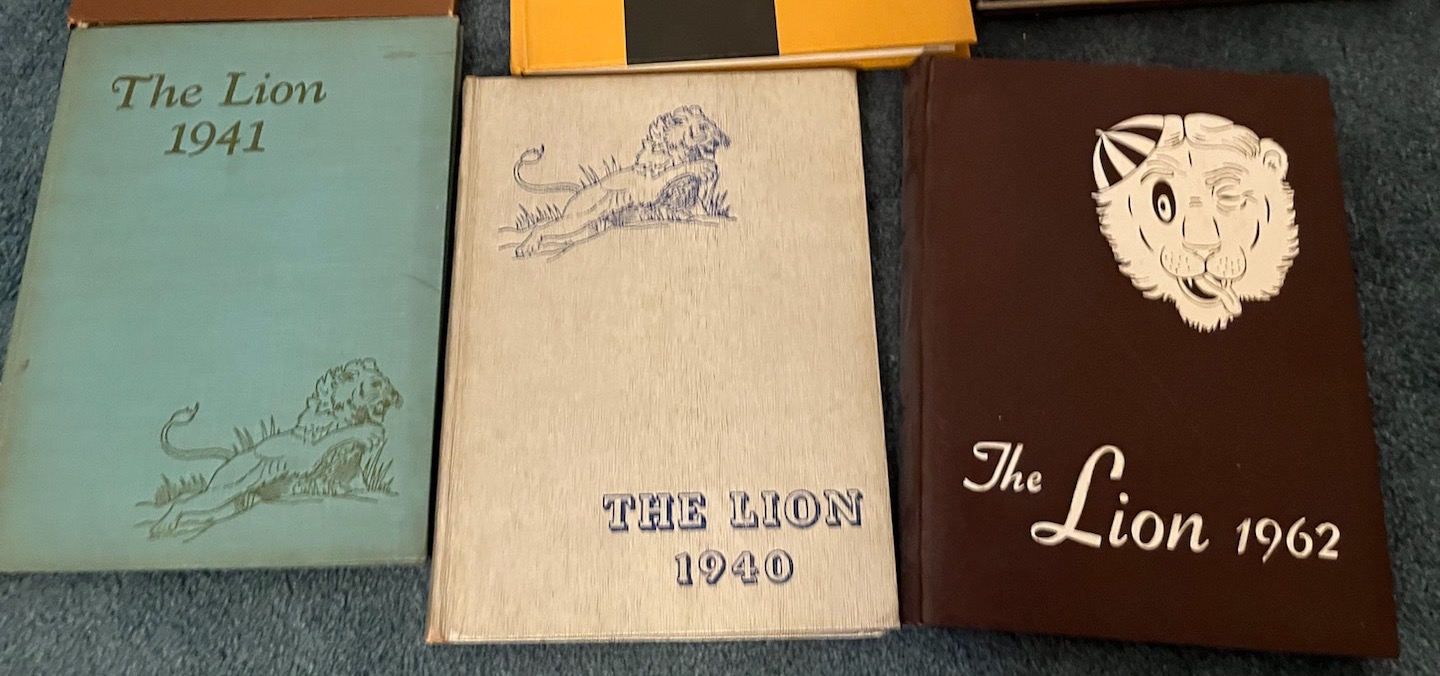 The Lion
1941
THE LION
1940
The Lion 1962